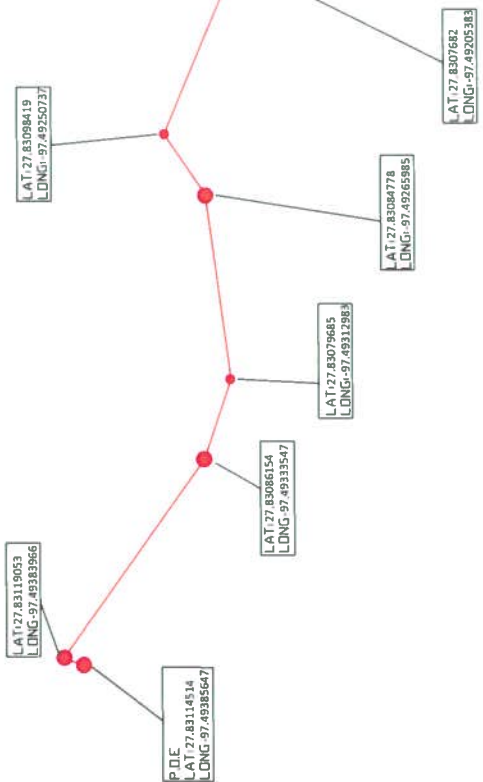 P.O.E
LAT:27.83114514
LONG:-97.49385647
LAT:27.83119053
LONG:-97.49383966
LAT:27.83086154
LONG:-97.49333547
LAT:27.83079685
LONG:-97.49312983
LAT:27.83084778
LONG:-97.49265985
LAT:27.83098419
LONG:-97.49250737
LAT:27.8307682
LONG:-97.49205383